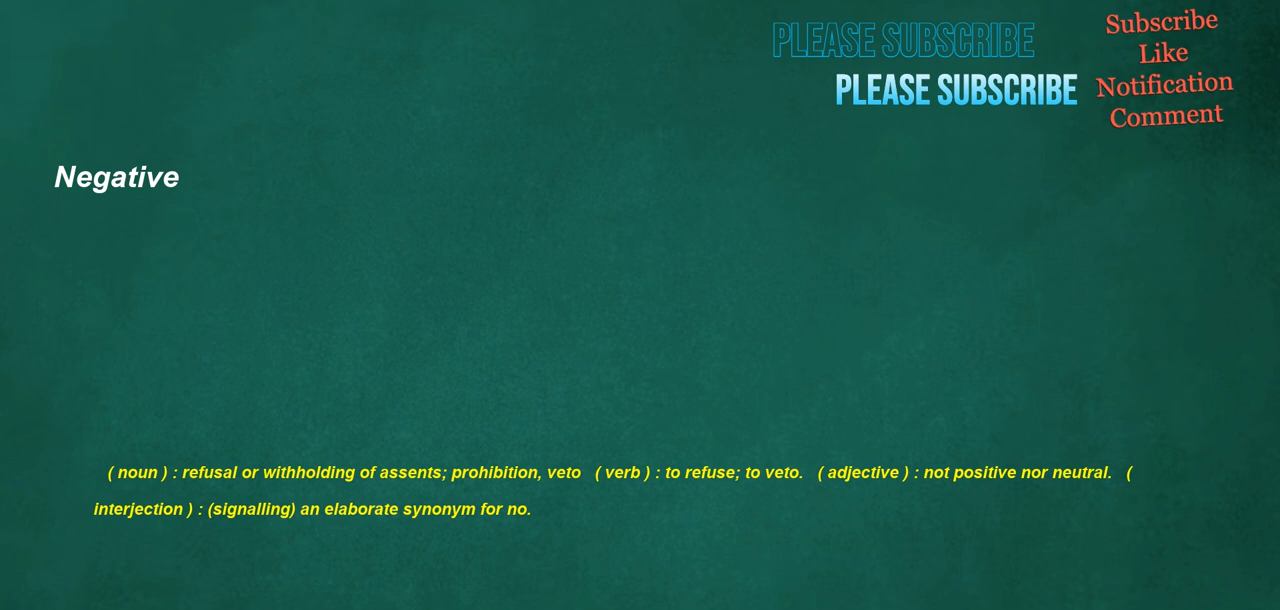 PLEASE SUBSCRIBE
PLEASE SUBSCRIBE
Subscribe
Like
Notification
Comment
Negative
( noun ) : refusal or withholding of assents; prohibition, veto ( verb ) : to refuse; to veto. ( adjective ) : not positive nor neutral. (
interjection ) : (signalling) an elaborate synonym for no.